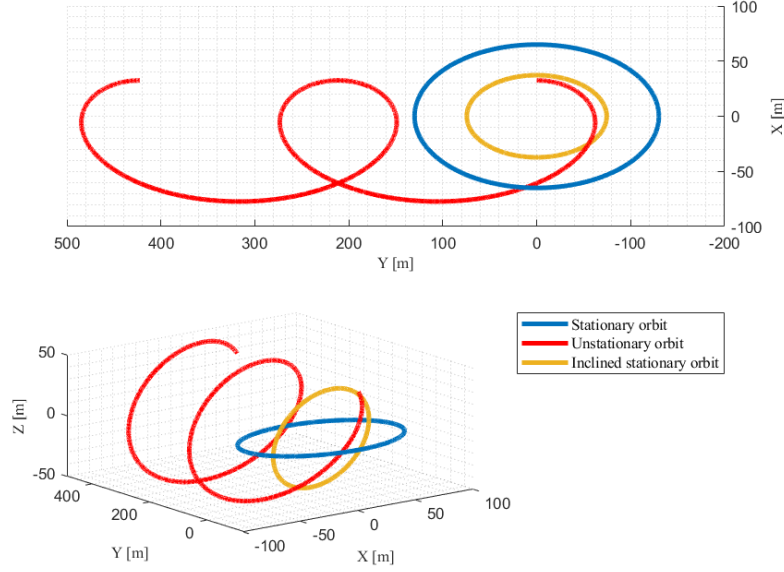 100
50
0
-50
-100
X [m]
500 400 300 200 100 0 -100 -200
Y [m]
Stationary orbit
Unstationary orbit
Inclined stationary orbit
50
0
-50
Z [m]
400
200
0
Y [m]
-100
-50
0
50
100
X [m]